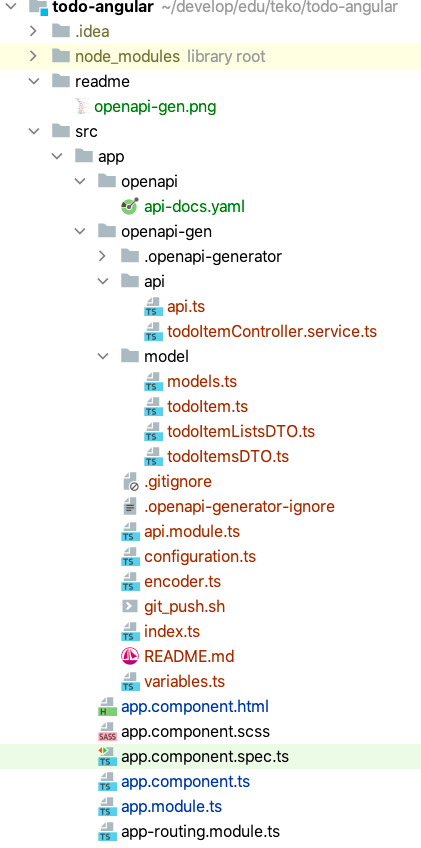 todo-angular ~/develop/edu/teko/todo-angular
.idea
node_modules library root
readme
openapi-gen.png
src
app
openapi
api-docs.yaml
openapi-gen
.openapi-generator
api
TS api.ts
TS todoItemController.service.ts
model
TS models.ts
TS todoItem.ts
TS todoItemListsDTO.ts
TS todoItemsDTO.ts
.gitignore
.openapi-generator-ignore
TS api.module.ts
TS configuration.ts
TS encoder.ts
git_push.sh
TS index.ts
README.md
TS variables.ts
H app.component.html
SASS app.component.scss
TS app.component.spec.ts
TS app.component.ts
TS app.module.ts
TS app-routing.module.ts